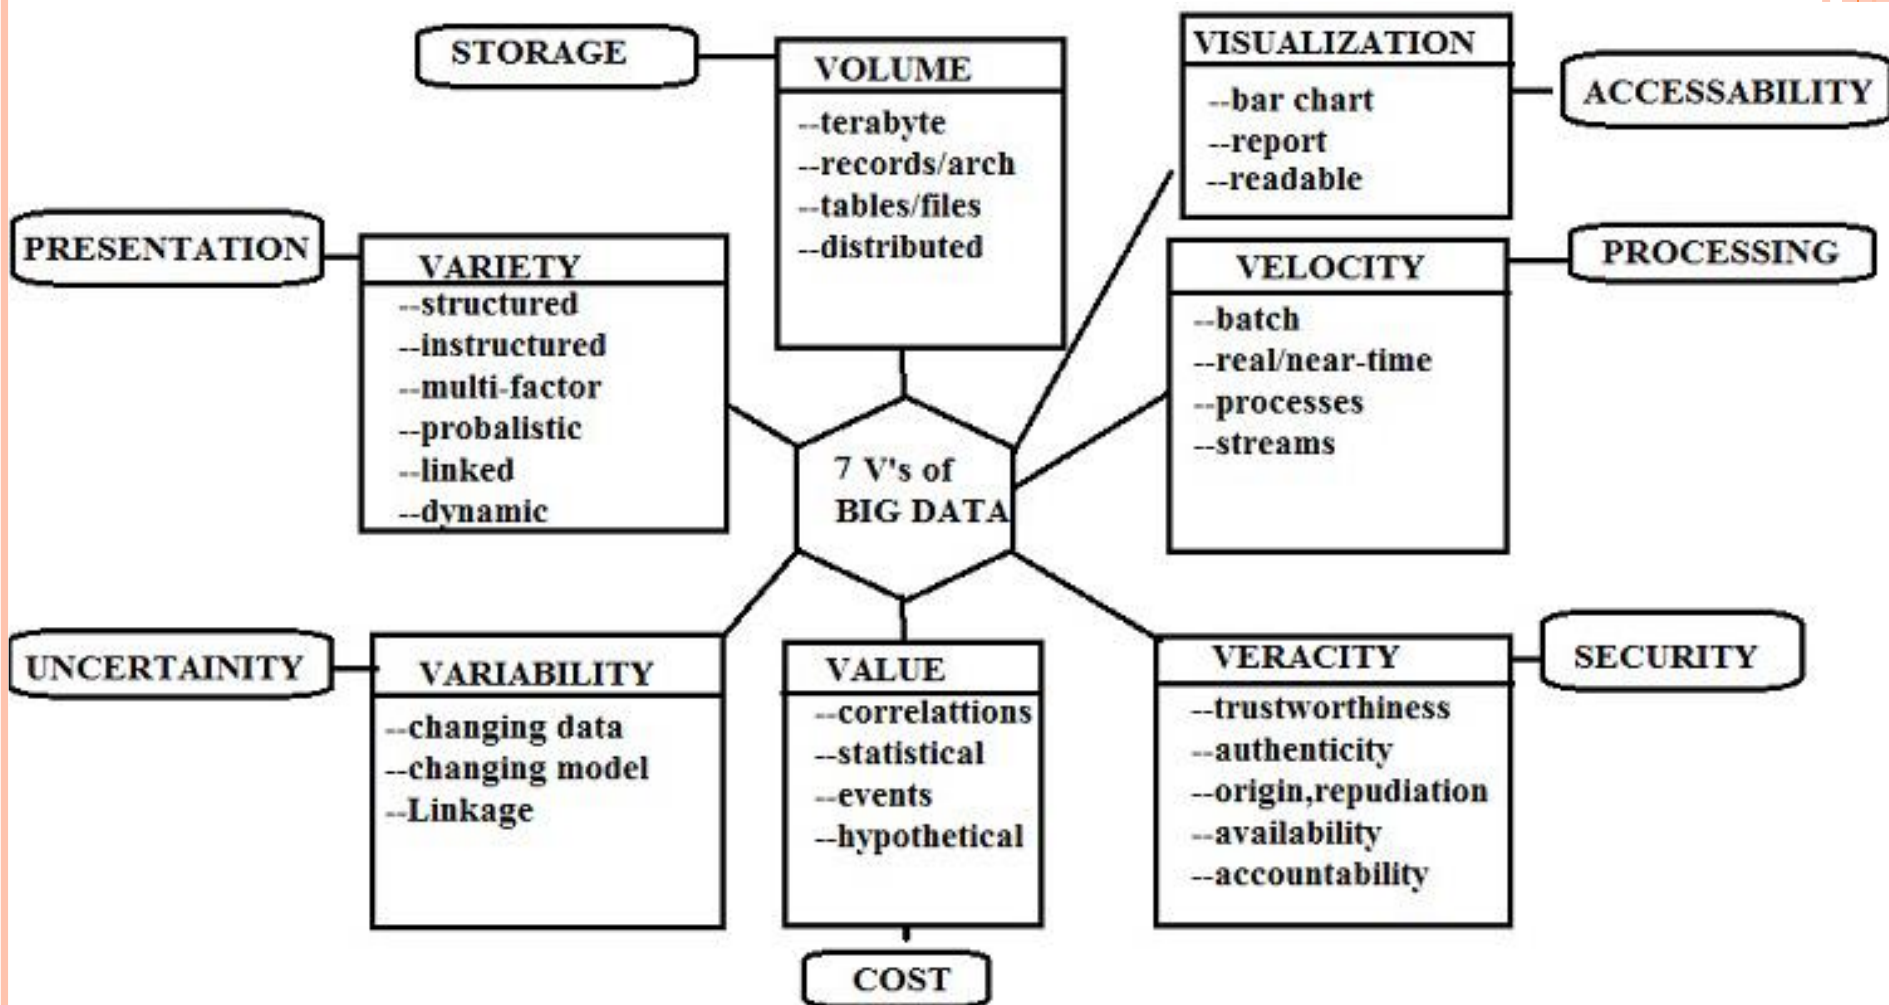 STORAGE
VOLUME
--terabyte
--records/arch
--tables/files
--distributed
VISUALIZATION
--bar chart
--report
--readable
ACCESSABILITY
PRESENTATION
VARIETY
--structured
--instructured
--multi-factor
--probalistic
--linked
--dynamic
VELOCITY
--batch
--real/near-time
--processes
--streams
PROCESSING
7 V's of
BIG DATA
UNCERTAINITY
VARIABILITY
--changing data
--changing model
--Linkage
VALUE
--correlattions
--statistical
--events
--hypothetical
COST
VERACITY
--trustworthiness
--authenticity
--origin,repudiation
--availability
--accountability
SECURITY